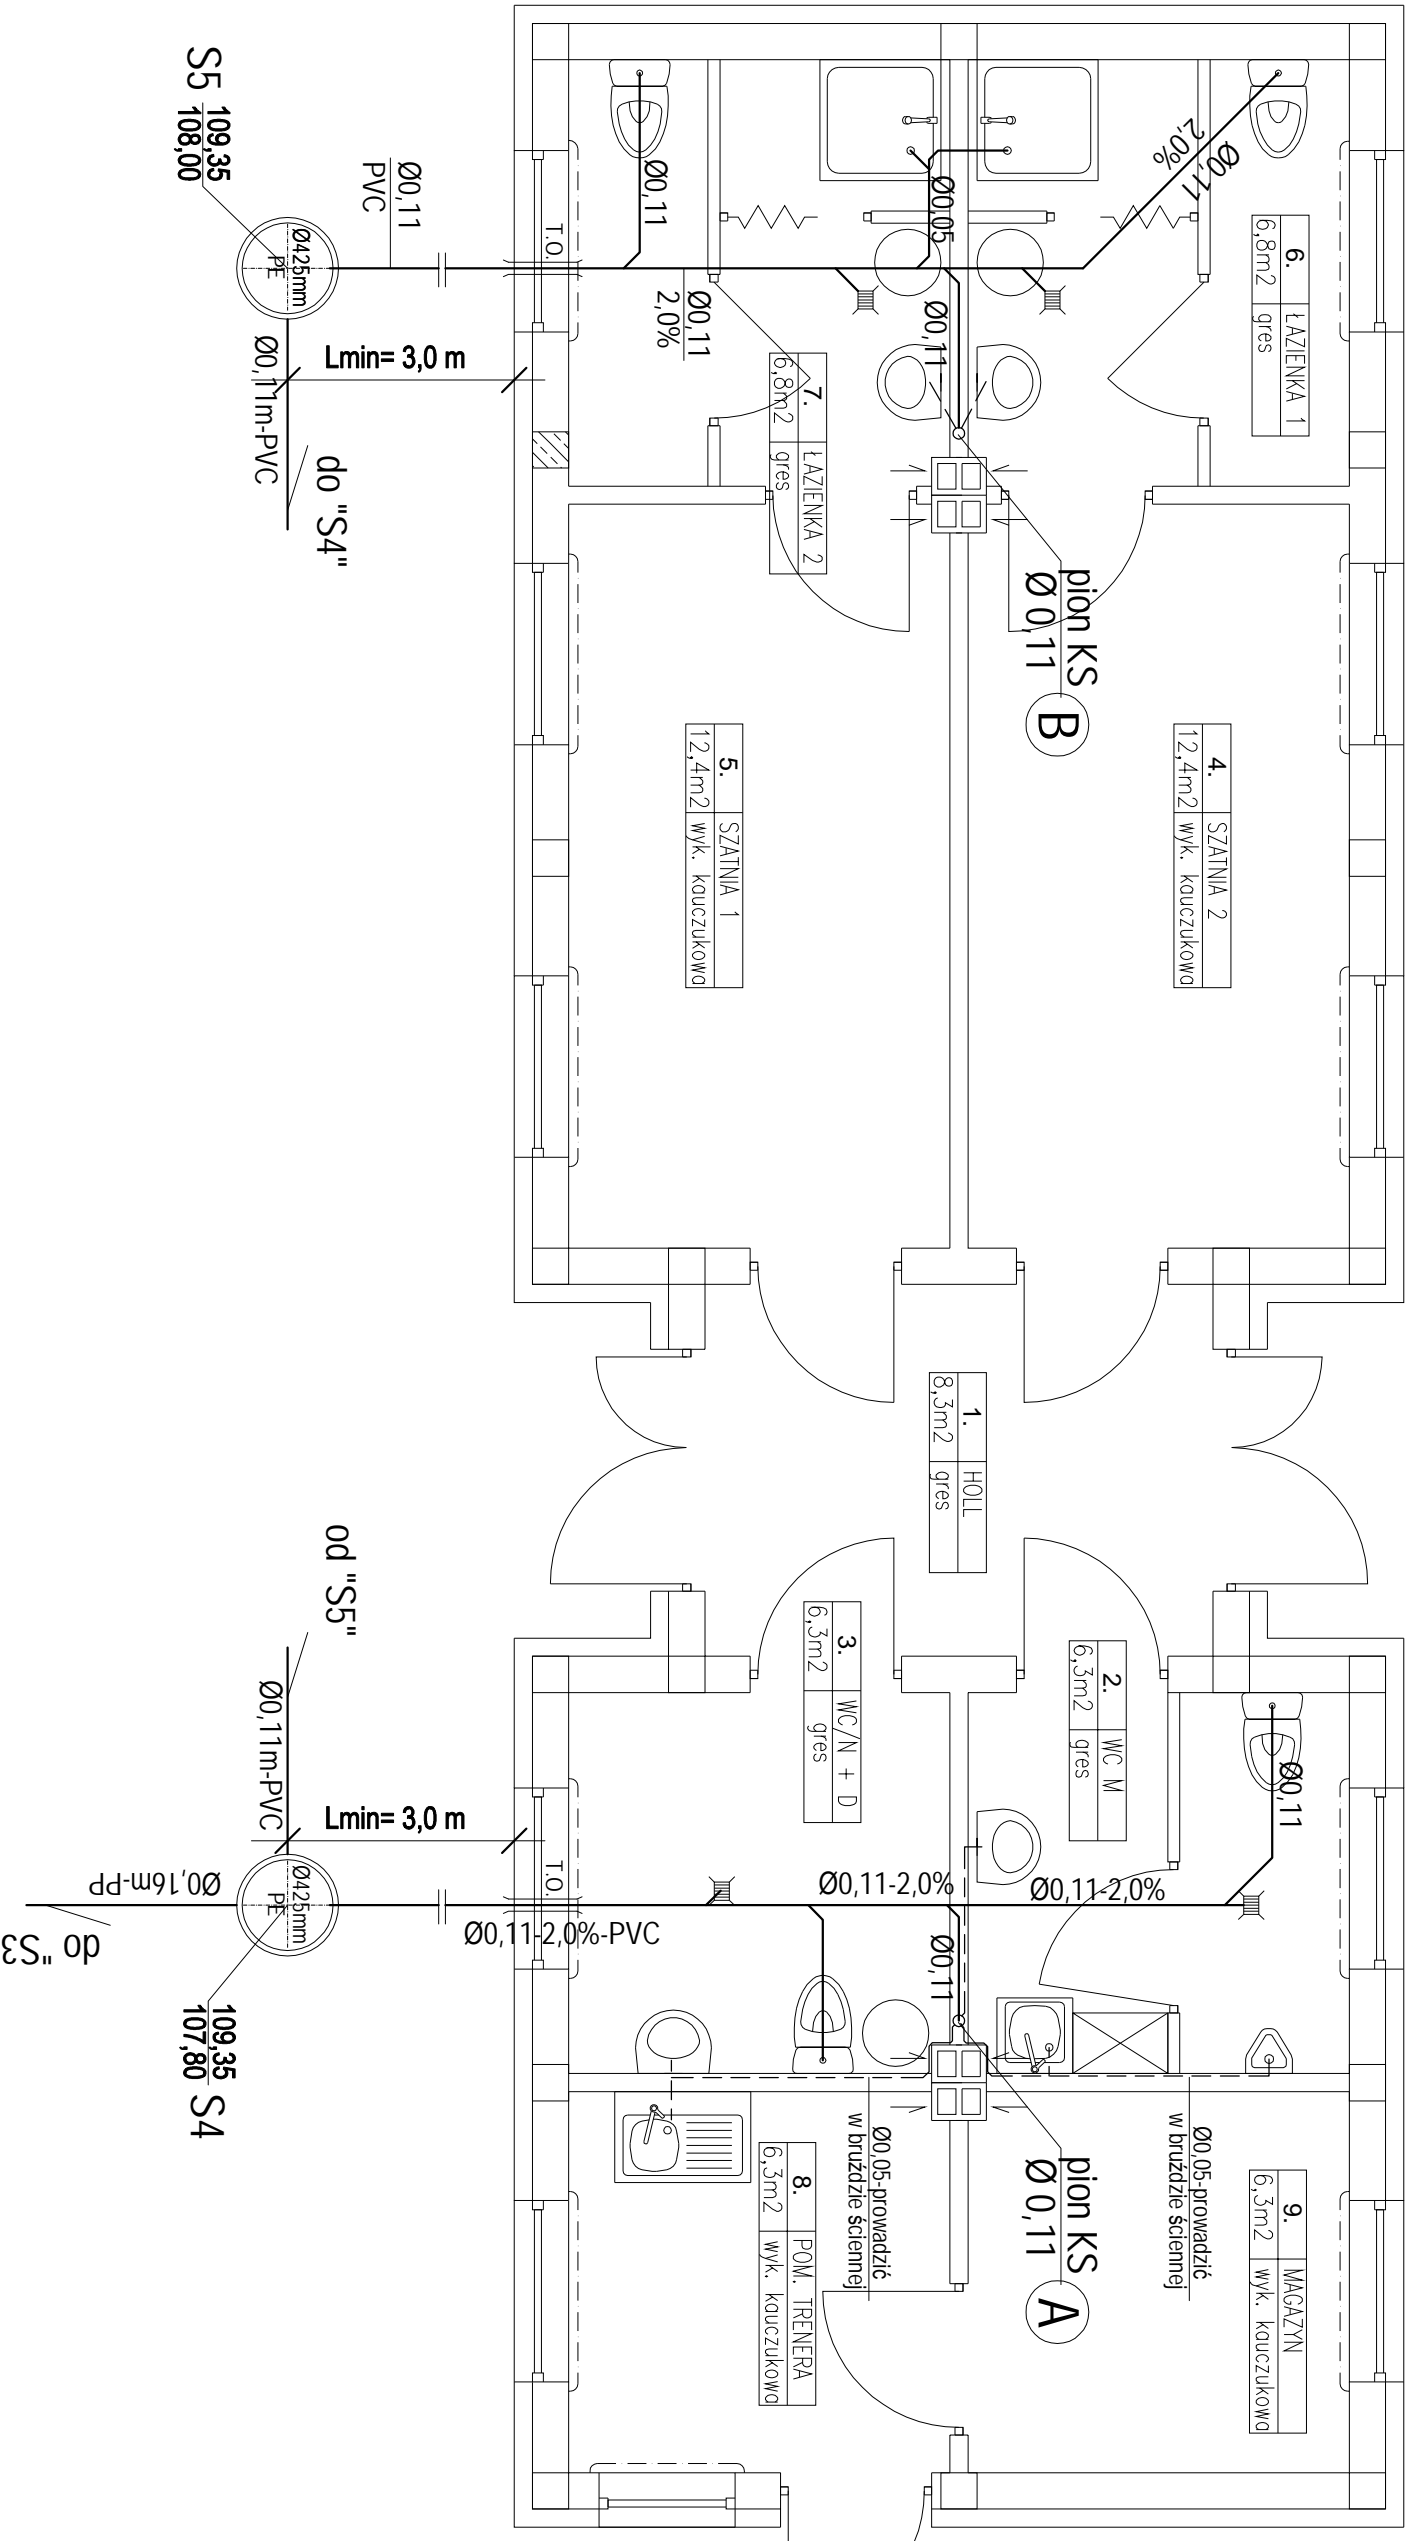 S5 109,35
108,00
Ø0,11
PVC
Ø425mm
PE
T.O.
Ø0,11
Ø0,05
Ø0,11
2,0%
6. ŁAZIENKA 1
6,8m2 gres
Ø0,11
2,0%
Ø0,11
7. ŁAZIENKA 2
6,8m2 gres
Lmin= 3,0 m
Ø0,11m-PVC
do "S4"
pion KS
Ø 0,11
B
4. SZATNIA 2
12,4m2 wyk. kauczukowa
5. SZATNIA 1
12,4m2 wyk. kauczukowa
1. HOLL
8,3m2 gres
od "S5"
Ø0,11m-PVC
Lmin= 3,0 m
3. WC/N + D
6,3m2 gres
2. WC M
6,3m2 gres
Ø0,11
Ø0,11-2,0%
Ø0,11-2,0%
Ø0,11-2,0%-PVC
T.O.
Ø0,11
Ø425mm
PE
Ø0,16m-PP
do "S3
109,35
107,80 S4
Ø0,05-prowadzić
w bruździe ściennej
Ø0,05-prowadzić
w bruździe ściennej
pion KS
Ø 0,11
A
8. POM. TRENERA
6,3m2 wyk. kauczukowa
9. MAGAZYN
6,3m2 wyk. kauczukowa